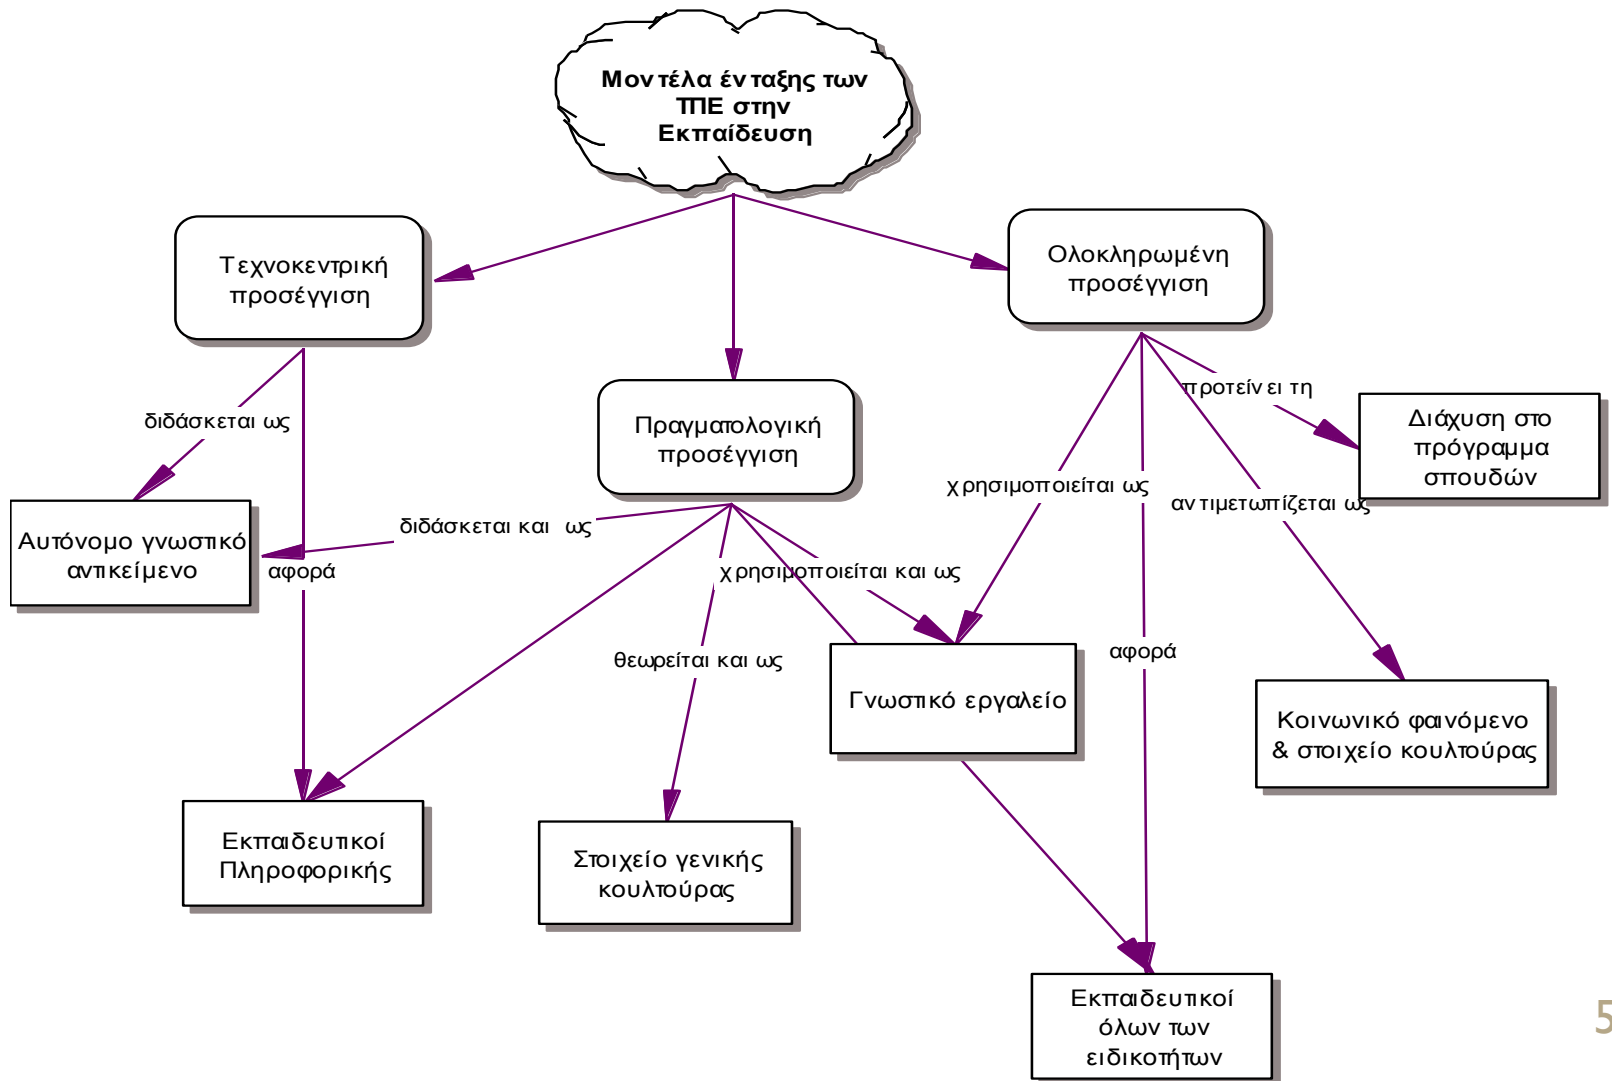 Μοντέλα ένταξης των
ΤΠΕ στην
Εκπαίδευση
Τεχνοκεντρική
προσέγγιση
Ολοκληρωμένη
προσέγγιση
Πραγματολογική
προσέγγιση
προτείνει τη
Διάχυση στο
πρόγραμμα
σπουδών
διδάσκεται ως
χρησιμοποιείται ως
αντιμετωπίζεται ως
διδάσκεται και ως
Αυτόνομο γνωστικό
αντικείμενο
αφορά
χρησιμοποιείται και ως
θεωρείται και ως
αφορά
Γνωστικό εργαλείο
Κοινωνικό φαινόμενο
& στοιχείο κουλτούρας
Εκπαιδευτικοί
Πληροφορικής
Στοιχείο γενικής
κουλτούρας
Εκπαιδευτικοί
όλων των
ειδικοτήτων
5